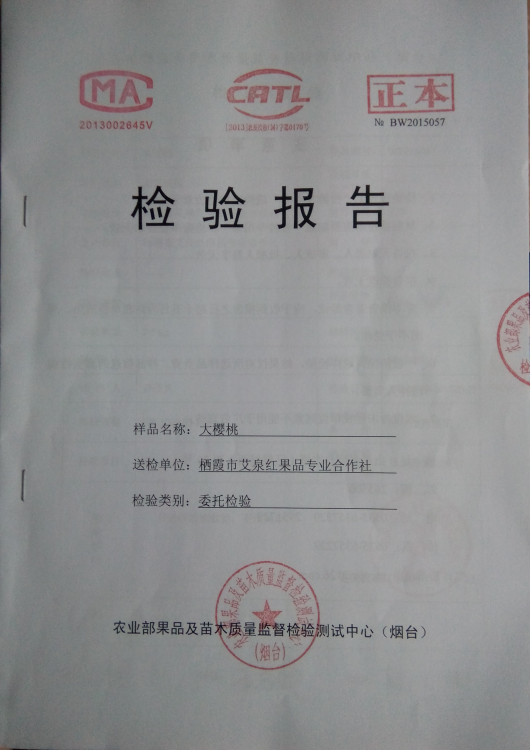 MA
CATL
正本
2013002645V
№ BW2015057
检验报告
样品名称：大樱桃
送检单位：栖霞市艾泉红果品专业合作社
检验类别：委托检验
农业部果品及苗木质量监督检验测试中心（烟台）
(烟台)